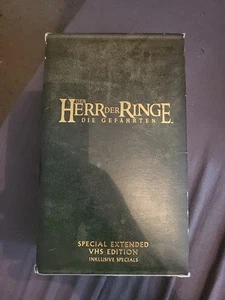 DER
HERR DER RINGE
DIE GEFÄHRTEN
SPECIAL EXTENDED
VHS EDITION
INKLUSIVE SPECIALS